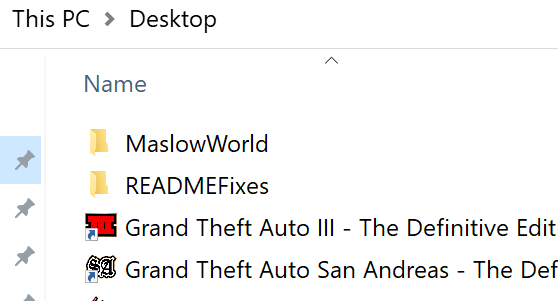 This PC > Desktop
Name
MaslowWorld
READMEFixes
Grand Theft Auto III - The Definitive Edit
Grand Theft Auto San Andreas - The Def